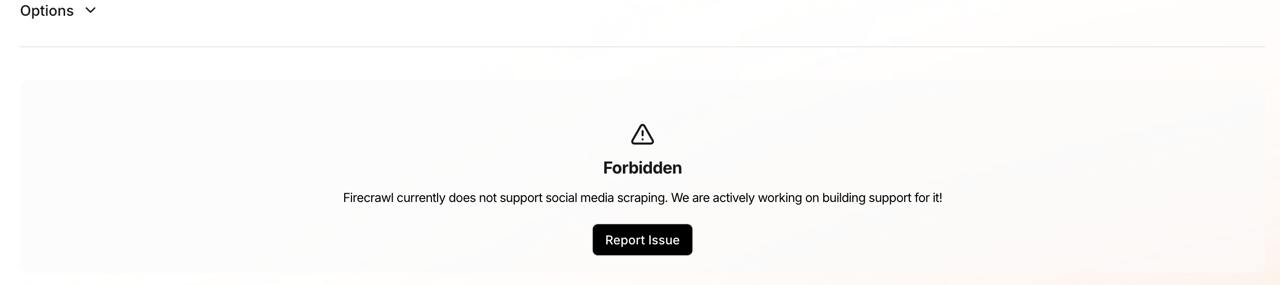 Options
Forbidden
Firecrawl currently does not support social media scraping. We are actively working on building support for it!
Report Issue